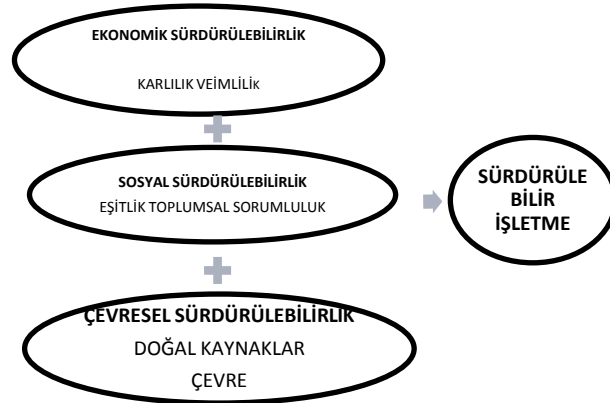 EKONOMİK SÜRDÜRÜLEBİLİRLİK
KARLILIK VEİMLİLİK
SOSYAL SÜRDÜRÜLEBİLİRLİK
EŞİTLİK TOPLUMSAL SORUMLULUK
SÜRDÜRÜLE
BİLİR
İŞLETME
ÇEVRESEL SÜRDÜRÜLEBİLİRLİK
DOĞAL KAYNAKLAR
ÇEVRE